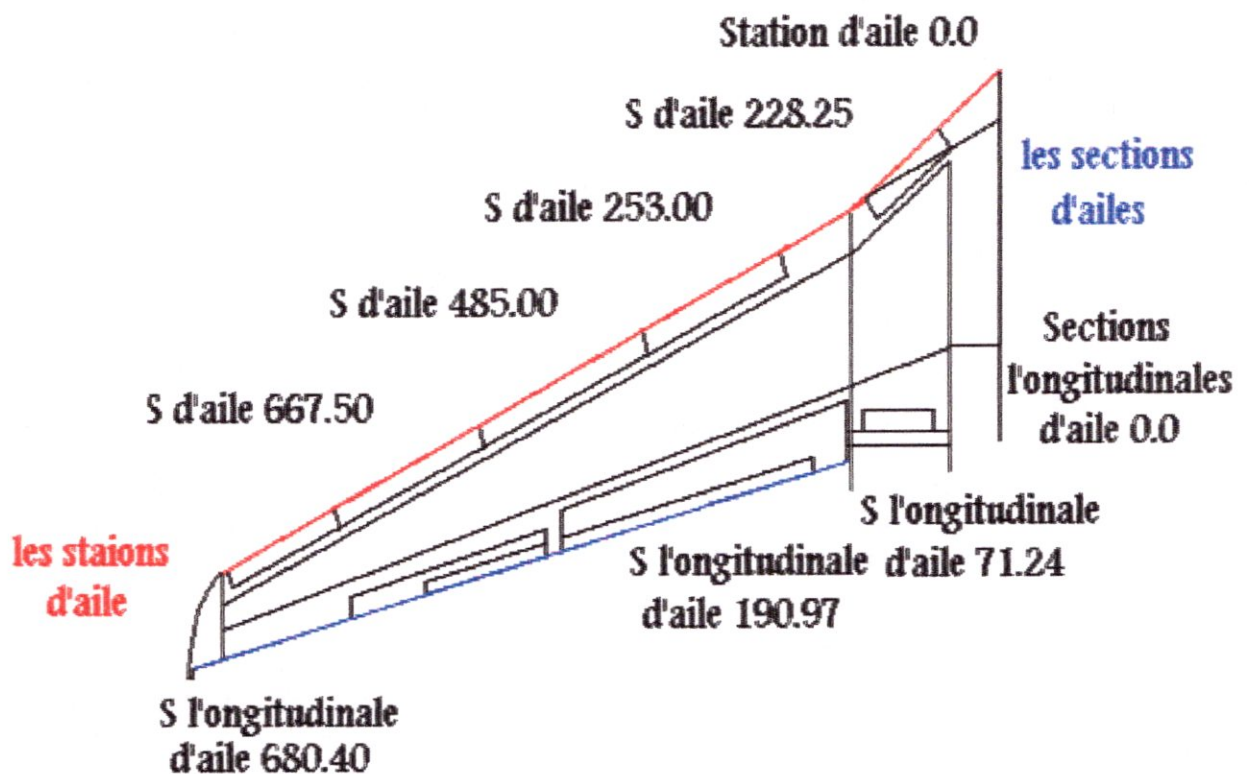 Station d'aile 0.0
S d'aile 228.25
les sections
d'ailes
S d'aile 253.00
S d'aile 485.00
Sections
l'ongitudinales
d'aile 0.0
S d'aile 667.50
S l'ongitudinale
d'aile 71.24
les staions
d'aile
S l'ongitudinale
d'aile 190.97
S l'ongitudinale
d'aile 680.40